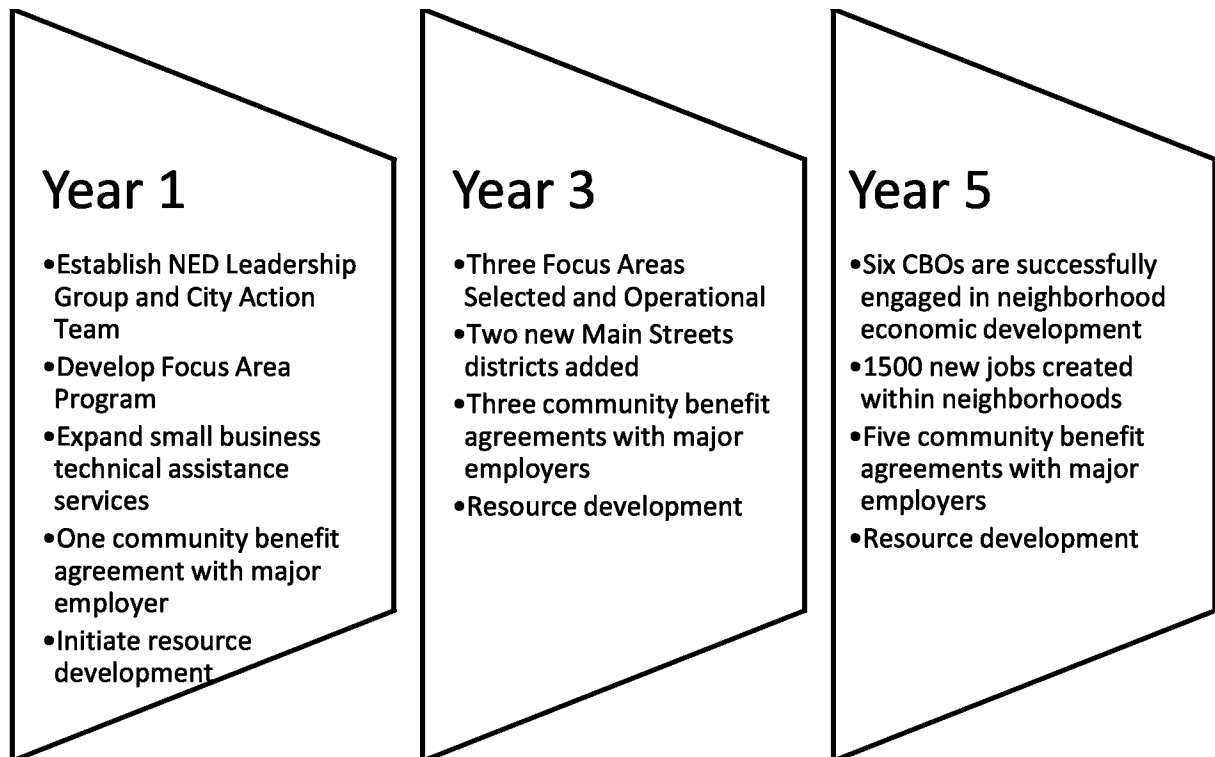 Year 1
•Establish NED Leadership
Group and City Action
Team
•Develop Focus Area
Program
•Expand small business
technical assistance
services
•One community benefit
agreement with major
employer
•Initiate resource
development
Year 3
•Three Focus Areas
Selected and Operational
•Two new Main Streets
districts added
•Three community benefit
agreements with major
employers
•Resource development
Year 5
•Six CBOs are successfully
engaged in neighborhood
economic development
•1500 new jobs created
within neighborhoods
•Five community benefit
agreements with major
employers
•Resource development